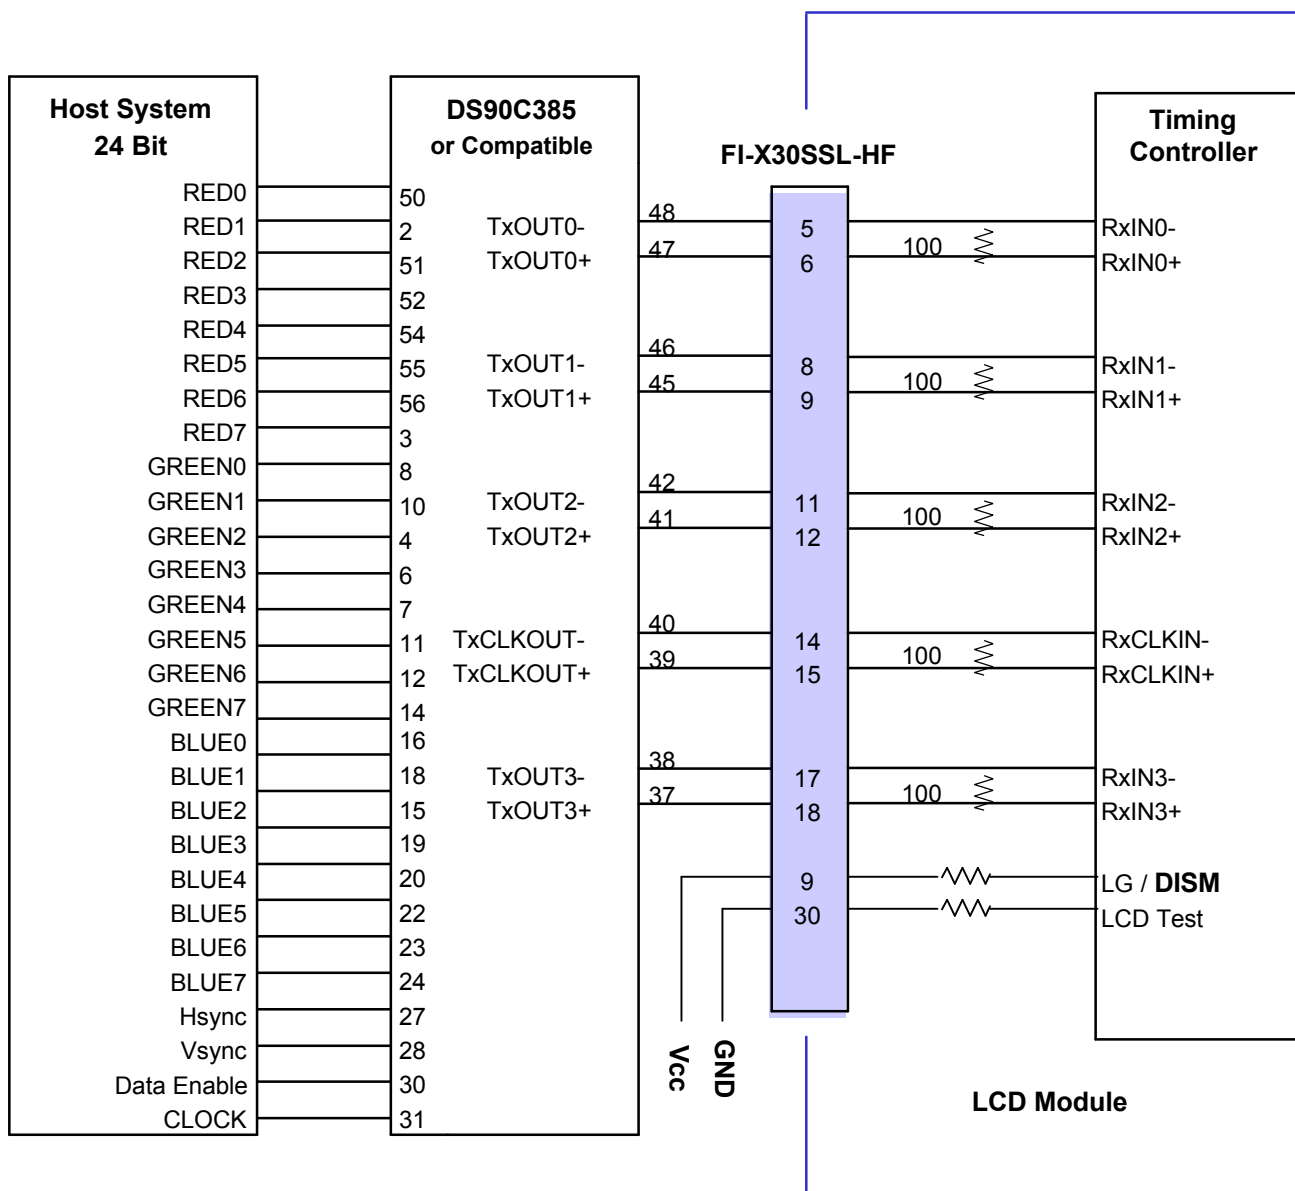 Host System
24 Bit
RED0
RED1
RED2
RED3
RED4
RED5
RED6
RED7
GREEN0
GREEN1
GREEN2
GREEN3
GREEN4
GREEN5
GREEN6
GREEN7
BLUE0
BLUE1
BLUE2
BLUE3
BLUE4
BLUE5
BLUE6
BLUE7
Hsync
Vsync
Data Enable
CLOCK
DS90C385
or Compatible
50
2
51
52
54
55
56
3
8
10
4
6
7
11
12
14
16
18
15
19
20
22
23
24
27
28
30
31
TxOUT0-
TxOUT0+
TxOUT1-
TxOUT1+
TxOUT2-
TxOUT2+
TxCLKOUT-
TxCLKOUT+
TxOUT3-
TxOUT3+
48
47
46
45
42
41
40
39
38
37
Vcc
GND
FI-X30SSL-HF
5
6
8
9
11
12
14
15
17
18
9
30
100
100
100
100
100
Timing
Controller
RxIN0-
RxIN0+
RxIN1-
RxIN1+
RxIN2-
RxIN2+
RxCLKIN-
RxCLKIN+
RxIN3-
RxIN3+
LG / DISM
LCD Test
LCD Module